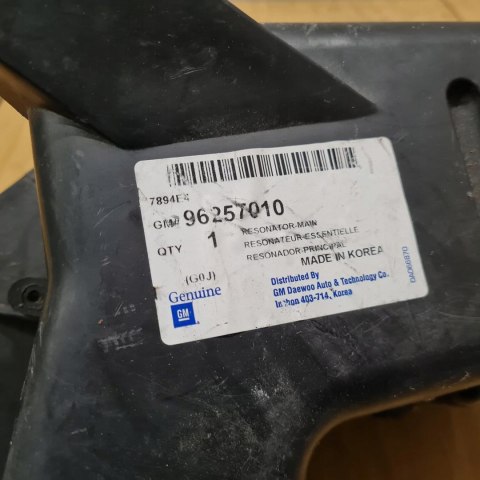 7894E4
GM# 96257010
QTY 1
RESONATOR-MAIN
RESONATEUR-ESSENTIELLE
RESONADOR-PRINCIPAL
MADE IN KOREA
(G0J)
Genuine
GM
Distributed By
GM Daewoo Auto & Technology Co.
403-714, Korea